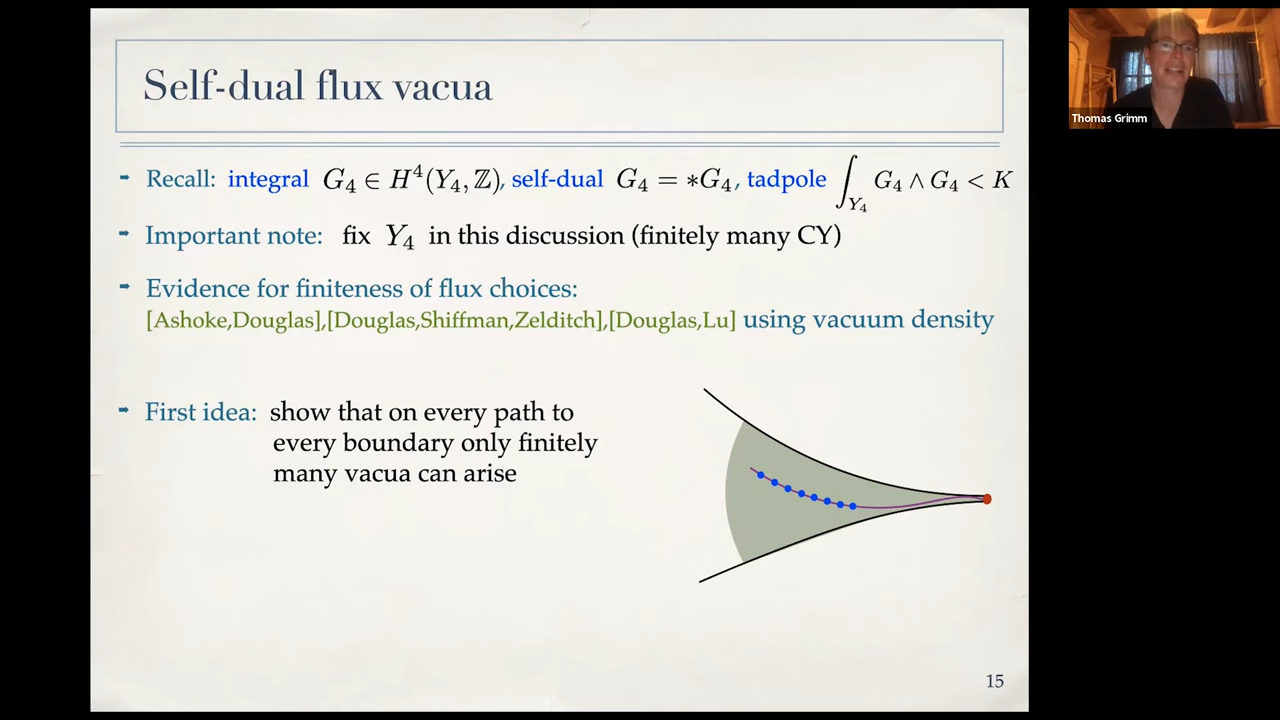 Self-dual flux vacua
Recall: integral G₄ ∈ H⁴(Y₄, ℤ), self-dual G₄ = *G₄, tadpole ∫_{Y₄} G₄ ∧ G₄ < K
Important note: fix Y₄ in this discussion (finitely many CY)
Evidence for finiteness of flux choices:
[Ashoke,Douglas],[Douglas,Shiffman,Zelditch],[Douglas,Lu] using vacuum density
First idea: show that on every path to
every boundary only finitely
many vacua can arise
15
Thomas Grimm